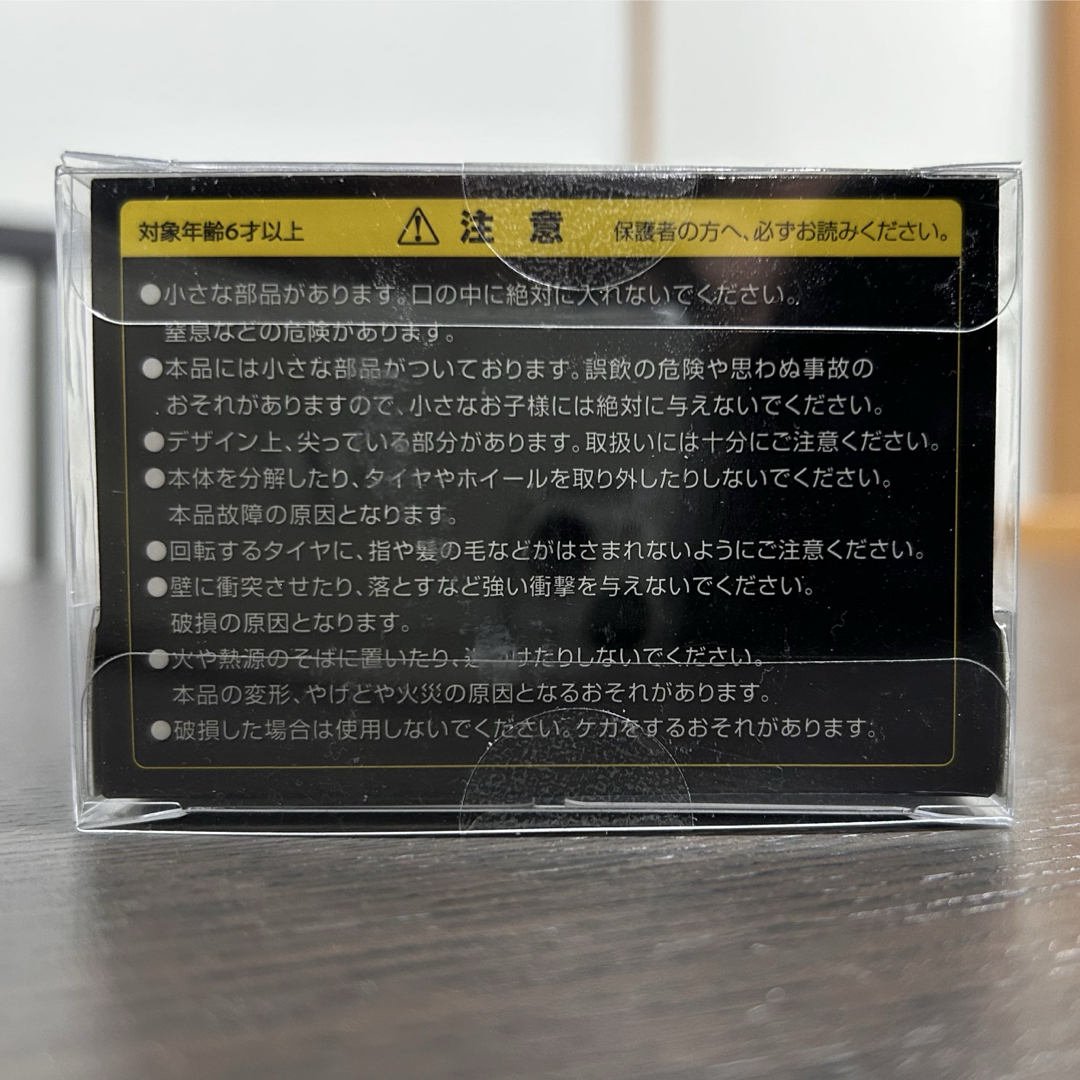 対象年齢6才以上 ⚠ 注意 保護者の方へ、必ずお読みください。
●小さな部品があります。口の中に絶対に入れないでください。
窒息などの危険があります。
●本品には小さな部品がついております。誤飲の危険や思わぬ事故の
おそれがありますので、小さなお子様には絶対に与えないでください。
●デザイン上、尖っている部分があります。取扱いには十分にご注意ください。
●本体を分解したり、タイヤやホイールを取り外したりしないでください。
本品故障の原因となります。
●回転するタイヤに、指や髪の毛などがはさまれないようにご注意ください。
●壁に衝突させたり、落とすなど強い衝撃を与えないでください。
破損の原因となります。
●火や熱源のそばに置いたり、近づけたりしないでください。
本品の変形、やけどや火災の原因となるおそれがあります。
●破損した場合は使用しないでください。ケガをするおそれがあります。